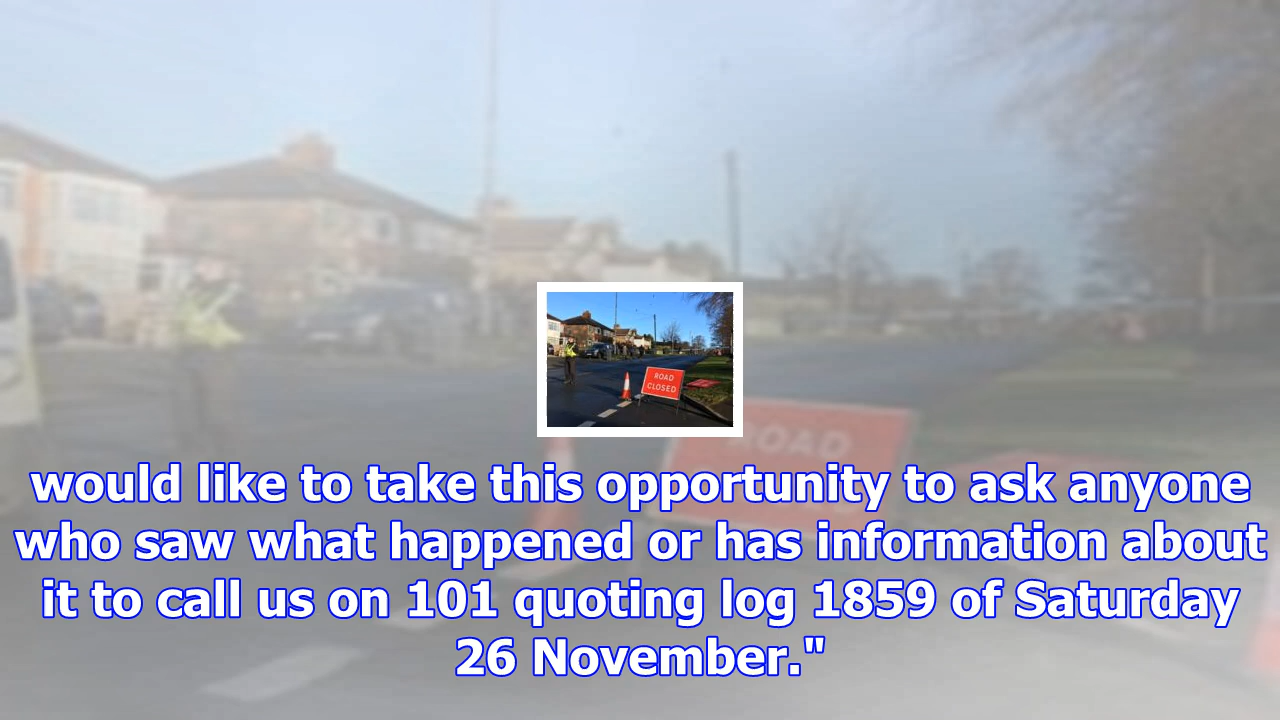 ROAD
CLOSED
ROAD
would like to take this opportunity to ask anyone
who saw what happened or has information about
it to call us on 101 quoting log 1859 of Saturday
26 November."